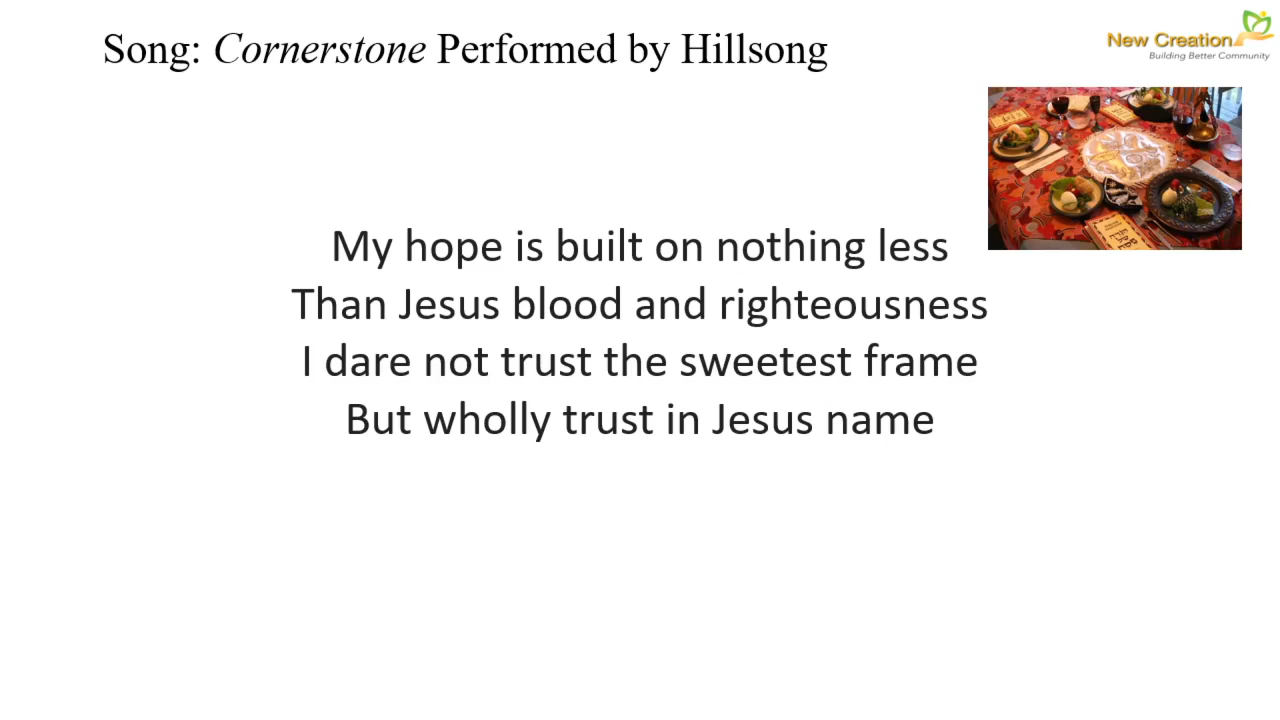 Song: Cornerstone Performed by Hillsong
New Creation
Building Better Community
My hope is built on nothing less
Than Jesus blood and righteousness
I dare not trust the sweetest frame
But wholly trust in Jesus name